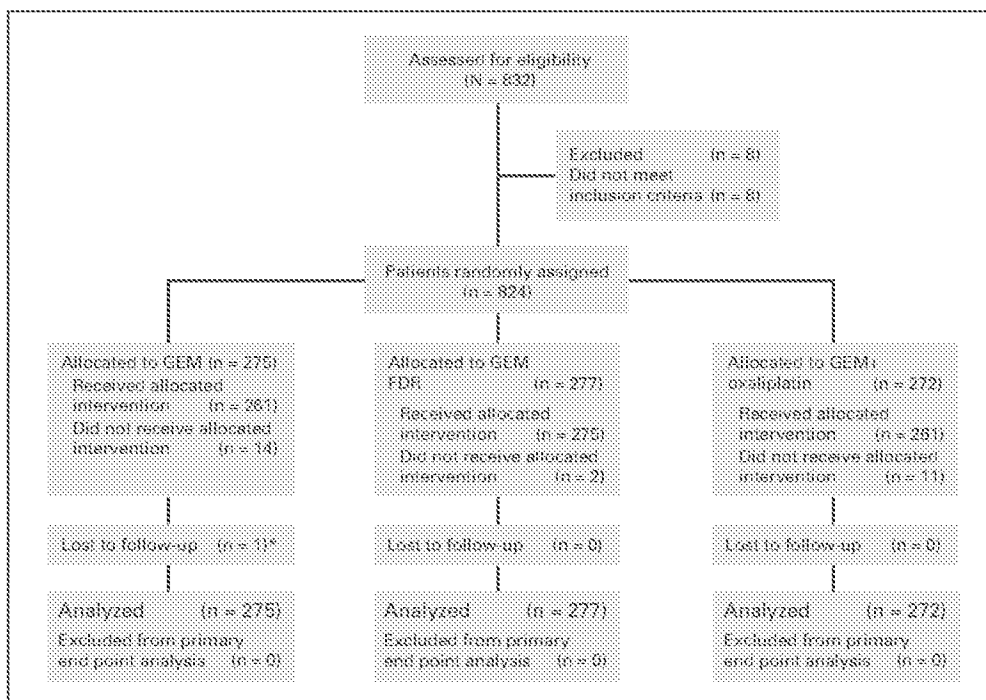 Assessed for eligibility
(N = 832)
Excluded (n = 8)
Did not meet
inclusion criteria (n = 8)
Patients randomly assigned
(n = 824)
Allocated to GEM (n = 275)
Received allocated
intervention (n = 261)
Did not receive allocated
intervention (n = 14)
Allocated to GEM
FDR (n = 277)
Received allocated
intervention (n = 275)
Did not receive allocated
intervention (n = 2)
Allocated to GEM+
oxaliplatin (n = 272)
Received allocated
intervention (n = 261)
Did not receive allocated
intervention (n = 11)
Lost to follow-up (n = 1)*
Lost to follow-up (n = 0)
Lost to follow-up (n = 0)
Analyzed (n = 275)
Excluded from primary
end point analysis (n = 0)
Analyzed (n = 277)
Excluded from primary
end point analysis (n = 0)
Analyzed (n = 272)
Excluded from primary
end point analysis (n = 0)